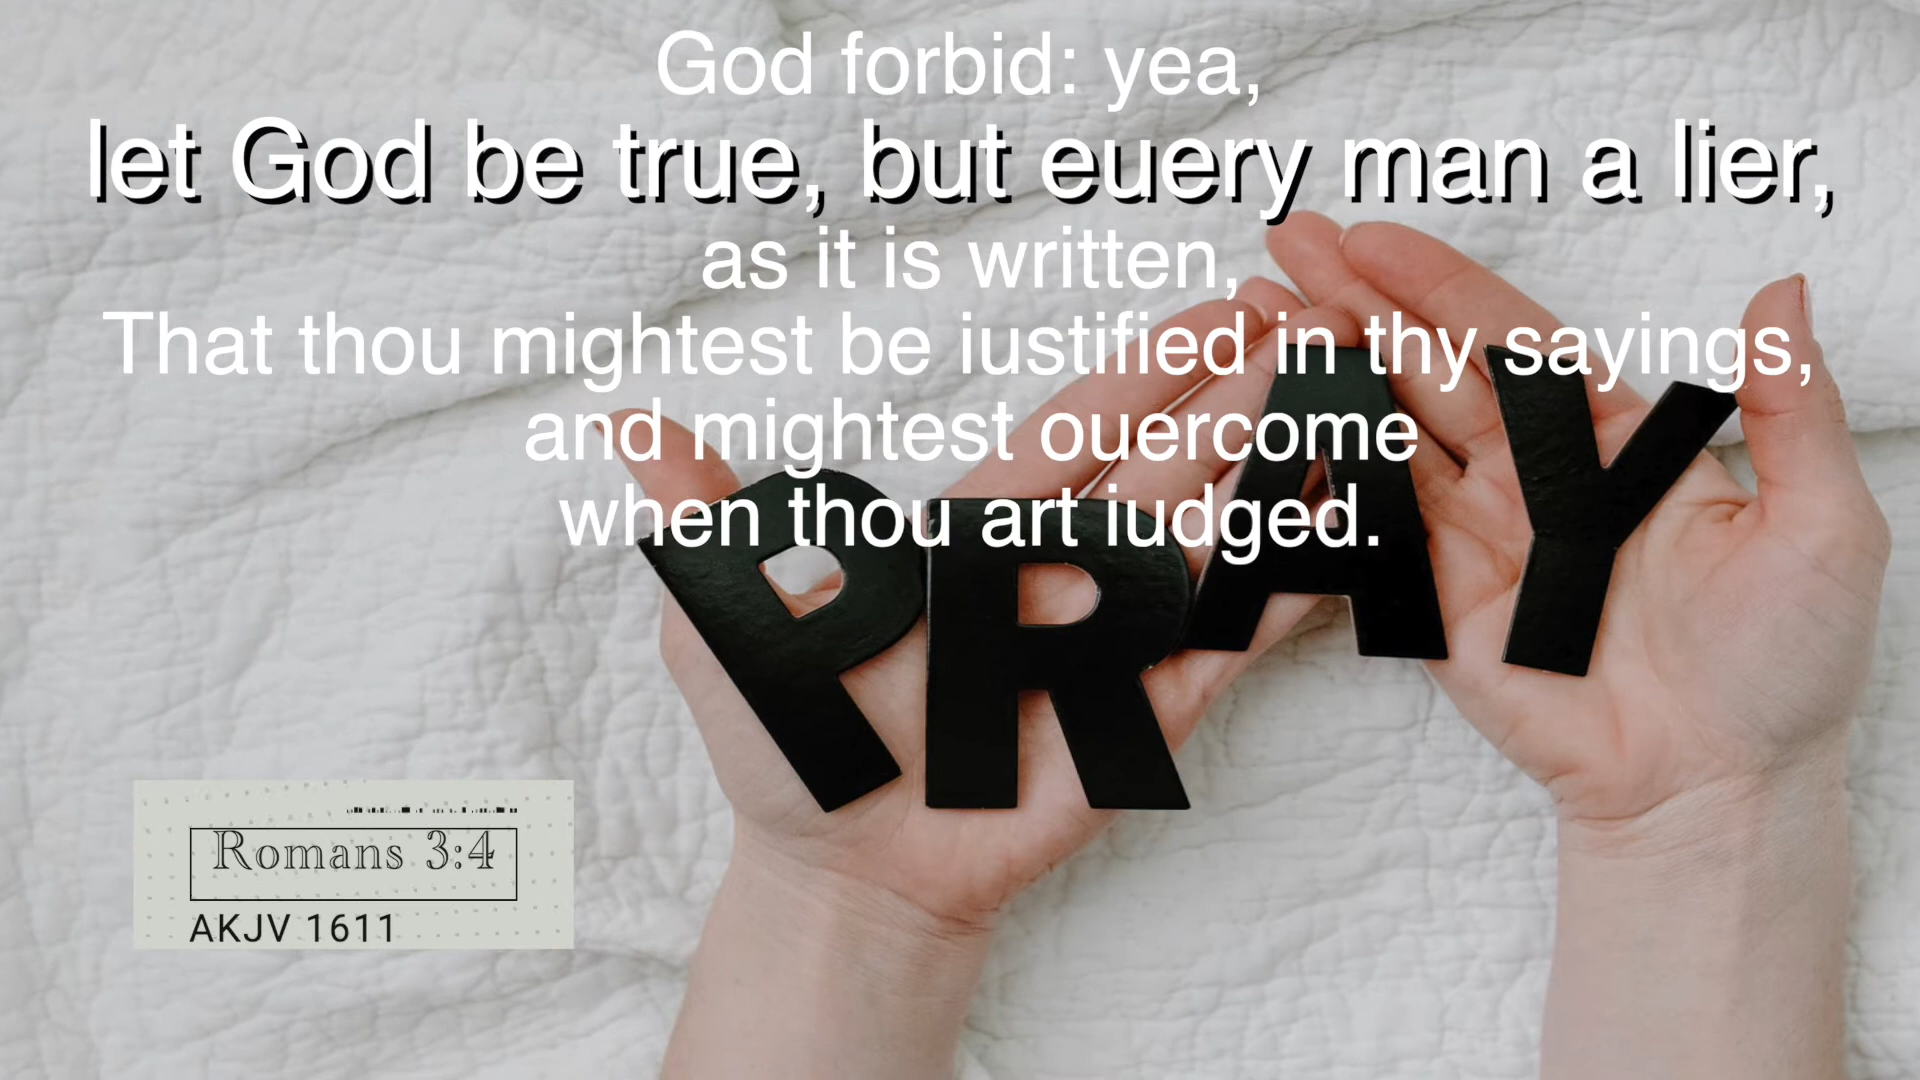 God forbid: yea,
let God be true, but euery man a lier,
as it is written,
That thou mightest be iustified in thy sayings,
and mightest ouercome
when thou art iudged.
PRAY
Romans 3:4
AKJV 1611